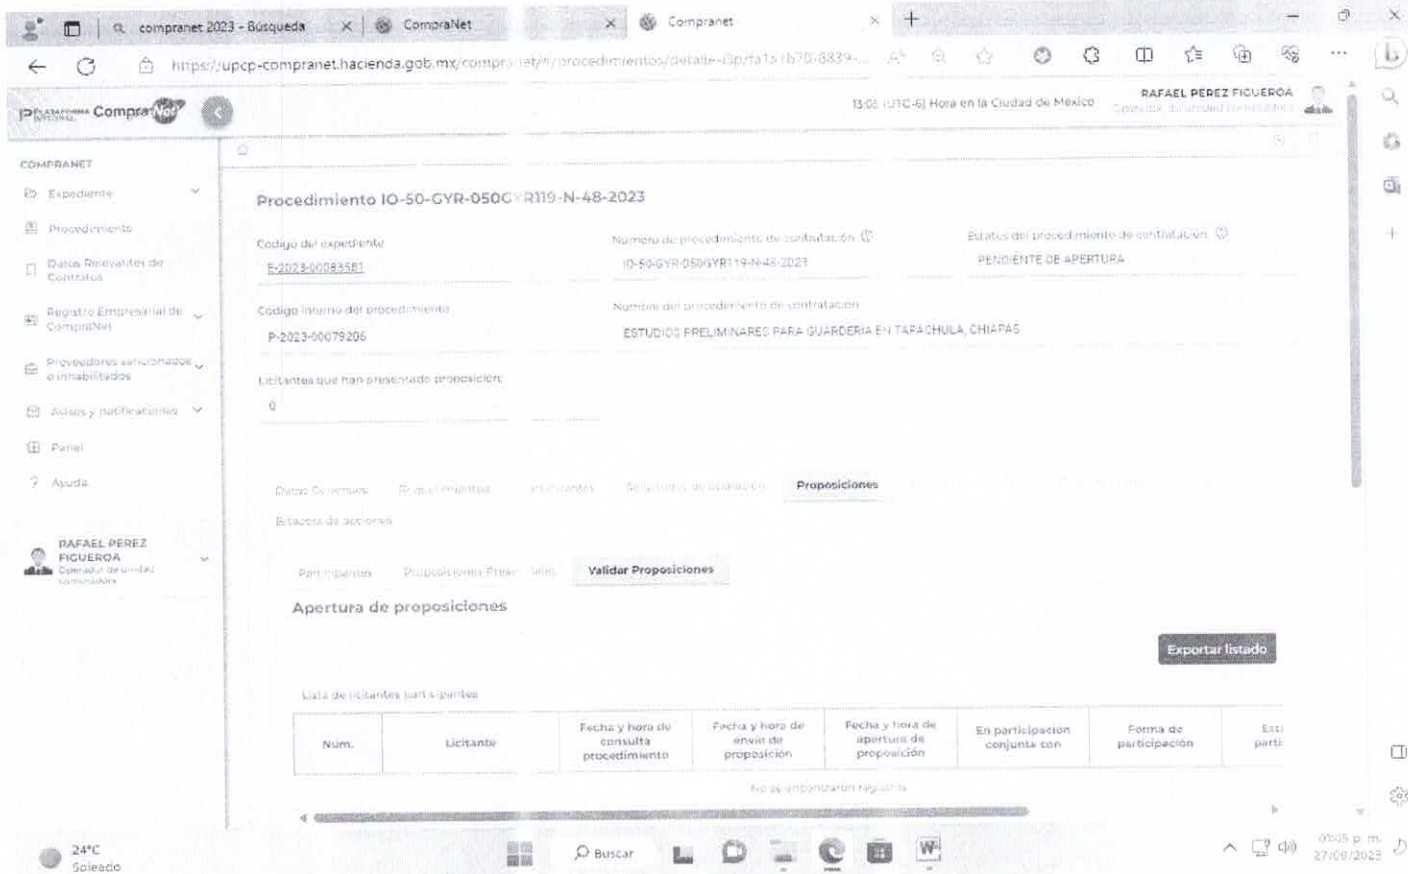 compranet 2023 - Búsqueda
CompraNet
Compranet
https://upcp-compranet.hacienda.gob.mx/compranet/#/procedimientos/detalle-
PLATAFORMA INTEGRAL CompraNet
13:05 (UTC-6) Hora en la Ciudad de México
RAFAEL PEREZ FIGUEROA
COMPRANET
Expediente
Procedimiento
Datos Relevantes de
Contratos
Registro Empresarial de
CompraNet
Proveedores sancionados
o inhabilitados
Avisos y notificaciones
Panel
Ayuda
RAFAEL PEREZ
FIGUEROA
Operador de unidad
compradora
Procedimiento IO-50-GYR-050GYR119-N-48-2023
Código del expediente
E-2023-00083581
Número de procedimiento de contratación
IO-50-GYR-050GYR119-N-48-2023
Estatus del procedimiento de contratación
PENDIENTE DE APERTURA
Código interno del procedimiento
P-2023-00079206
Nombre del procedimiento de contratación
ESTUDIOS PRELIMINARES PARA GUARDERÍA EN TAPACHULA, CHIAPAS
Licitantes que han presentado proposición:
0
Datos Generales
Requerimientos
Proposiciones
Bitácora de acciones
Participantes
Validar Proposiciones
Apertura de proposiciones
Exportar listado
Lista de licitantes participantes
Núm.
Licitante
Fecha y hora de
consulta
procedimiento
Fecha y hora de
envío de
proposición
Fecha y hora de
apertura de
proposición
En participación
conjunta con
Forma de
participación
Esta
parti
No se encontraron registros
24°C
Soleado
Buscar
01:05 p. m.
27/09/2023